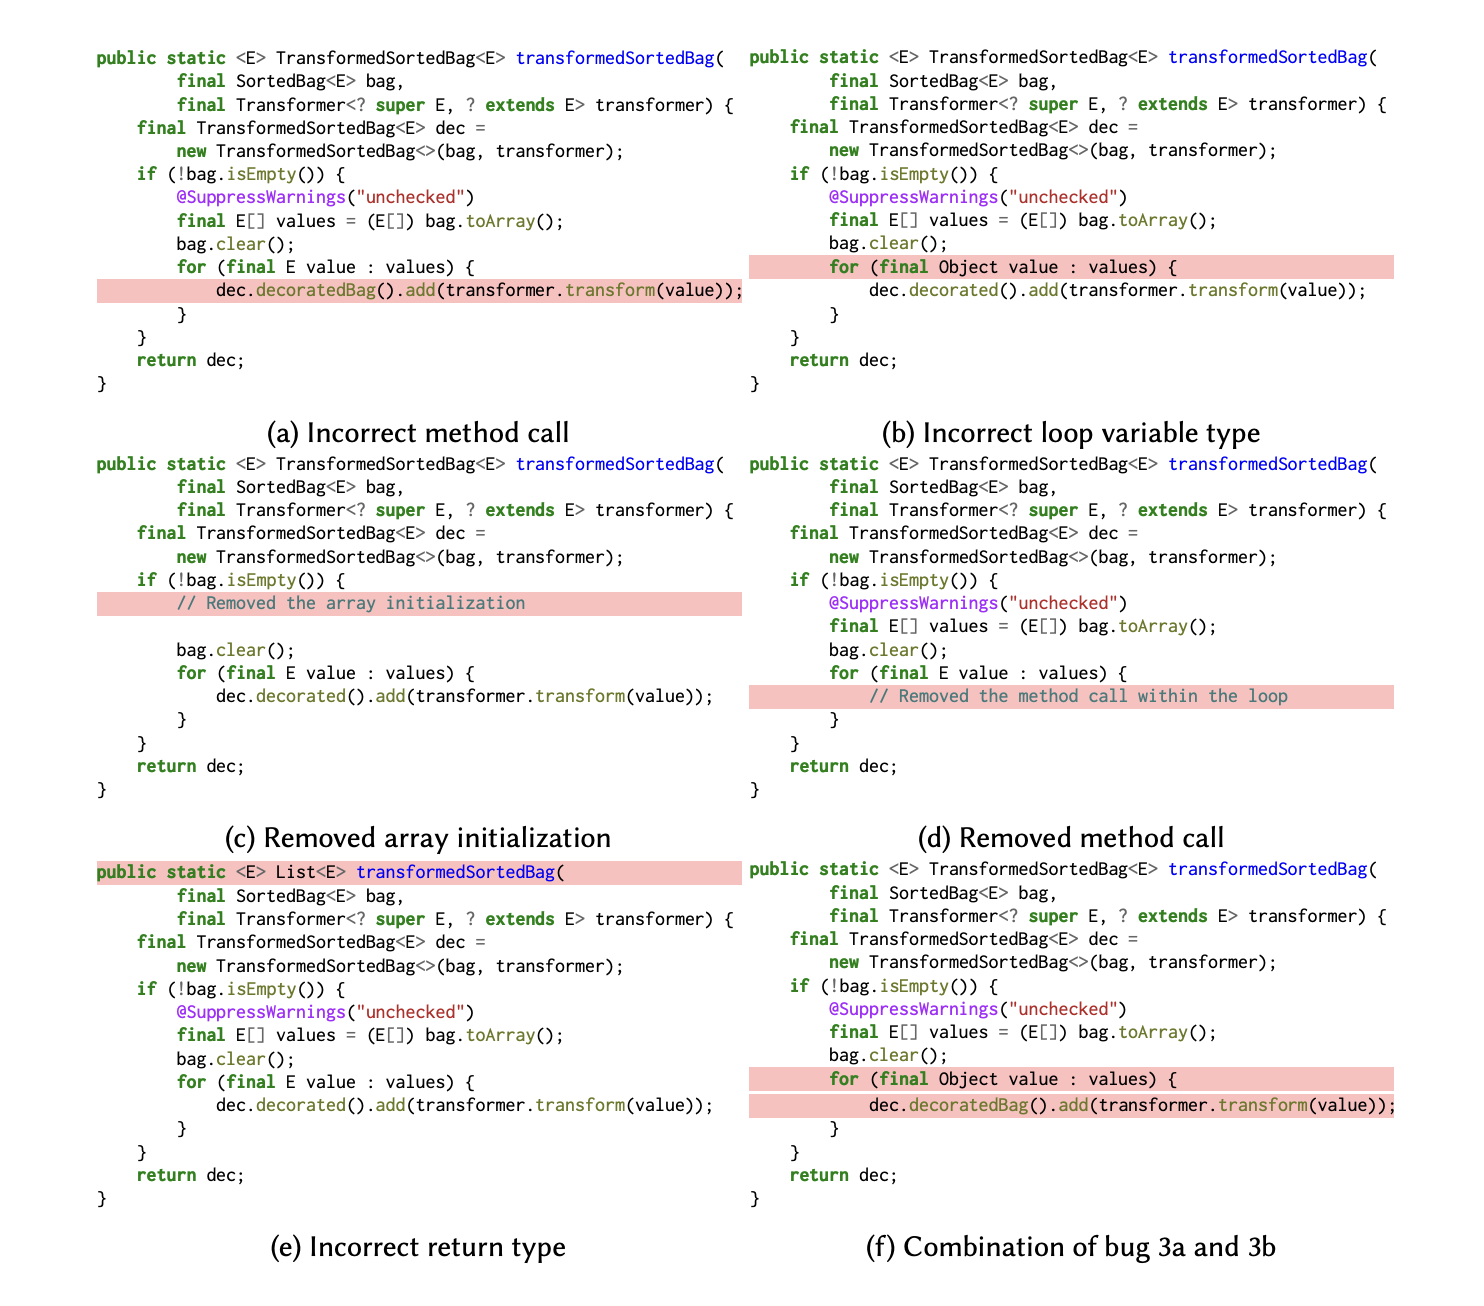 public static <E> TransformedSortedBag<E> transformedSortedBag(
        final SortedBag<E> bag,
        final Transformer<? super E, ? extends E> transformer) {
    final TransformedSortedBag<E> dec =
        new TransformedSortedBag<>(bag, transformer);
    if (!bag.isEmpty()) {
        @SuppressWarnings("unchecked")
        final E[] values = (E[]) bag.toArray();
        bag.clear();
        for (final E value : values) {
            dec.decoratedBag().add(transformer.transform(value));
        }
    }
    return dec;
}
(a) Incorrect method call
public static <E> TransformedSortedBag<E> transformedSortedBag(
        final SortedBag<E> bag,
        final Transformer<? super E, ? extends E> transformer) {
    final TransformedSortedBag<E> dec =
        new TransformedSortedBag<>(bag, transformer);
    if (!bag.isEmpty()) {
        @SuppressWarnings("unchecked")
        final E[] values = (E[]) bag.toArray();
        bag.clear();
        for (final Object value : values) {
            dec.decorated().add(transformer.transform(value));
        }
    }
    return dec;
}
(b) Incorrect loop variable type
public static <E> TransformedSortedBag<E> transformedSortedBag(
        final SortedBag<E> bag,
        final Transformer<? super E, ? extends E> transformer) {
    final TransformedSortedBag<E> dec =
        new TransformedSortedBag<>(bag, transformer);
    if (!bag.isEmpty()) {
        // Removed the array initialization
        bag.clear();
        for (final E value : values) {
            dec.decorated().add(transformer.transform(value));
        }
    }
    return dec;
}
(c) Removed array initialization
public static <E> TransformedSortedBag<E> transformedSortedBag(
        final SortedBag<E> bag,
        final Transformer<? super E, ? extends E> transformer) {
    final TransformedSortedBag<E> dec =
        new TransformedSortedBag<>(bag, transformer);
    if (!bag.isEmpty()) {
        @SuppressWarnings("unchecked")
        final E[] values = (E[]) bag.toArray();
        bag.clear();
        for (final E value : values) {
            // Removed the method call within the loop
        }
    }
    return dec;
}
(d) Removed method call
public static <E> List<E> transformedSortedBag(
        final SortedBag<E> bag,
        final Transformer<? super E, ? extends E> transformer) {
    final TransformedSortedBag<E> dec =
        new TransformedSortedBag<>(bag, transformer);
    if (!bag.isEmpty()) {
        @SuppressWarnings("unchecked")
        final E[] values = (E[]) bag.toArray();
        bag.clear();
        for (final E value : values) {
            dec.decorated().add(transformer.transform(value));
        }
    }
    return dec;
}
(e) Incorrect return type
public static <E> TransformedSortedBag<E> transformedSortedBag(
        final SortedBag<E> bag,
        final Transformer<? super E, ? extends E> transformer) {
    final TransformedSortedBag<E> dec =
        new TransformedSortedBag<>(bag, transformer);
    if (!bag.isEmpty()) {
        @SuppressWarnings("unchecked")
        final E[] values = (E[]) bag.toArray();
        bag.clear();
        for (final Object value : values) {
            dec.decoratedBag().add(transformer.transform(value));
        }
    }
    return dec;
}
(f) Combination of bug 3a and 3b